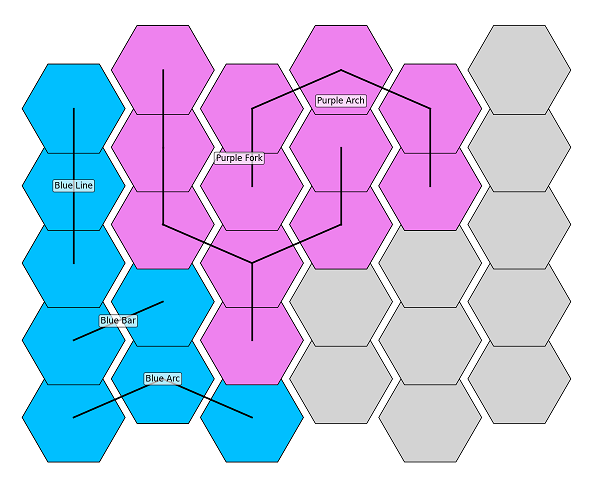 Purple Arch
Purple Fork
Blue Line
Blue Bar
Blue Arc